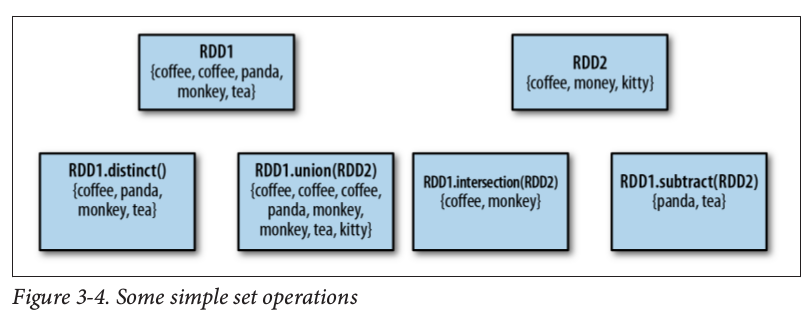 RDD1
{coffee, coffee, panda,
monkey, tea}
RDD2
{coffee, money, kitty}
RDD1.distinct()
{coffee, panda,
monkey, tea}
RDD1.union(RDD2)
{coffee, coffee, coffee,
panda, monkey,
monkey, tea, kitty}
RDD1.intersection(RDD2)
{coffee, monkey}
RDD1.subtract(RDD2)
{panda, tea}
Figure 3-4. Some simple set operations